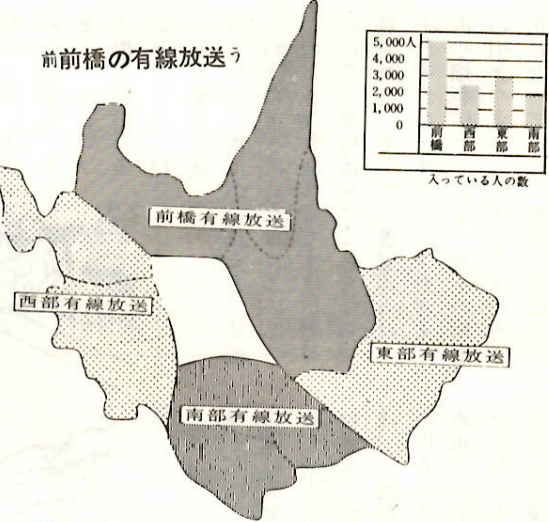 前前橋の有線放送う
5,000人
4,000
3,000
2,000
1,000
0
前橋
西部
東部
南部
入っている人の数
前橋有線放送
西部有線放送
東部有線放送
南部有線放送